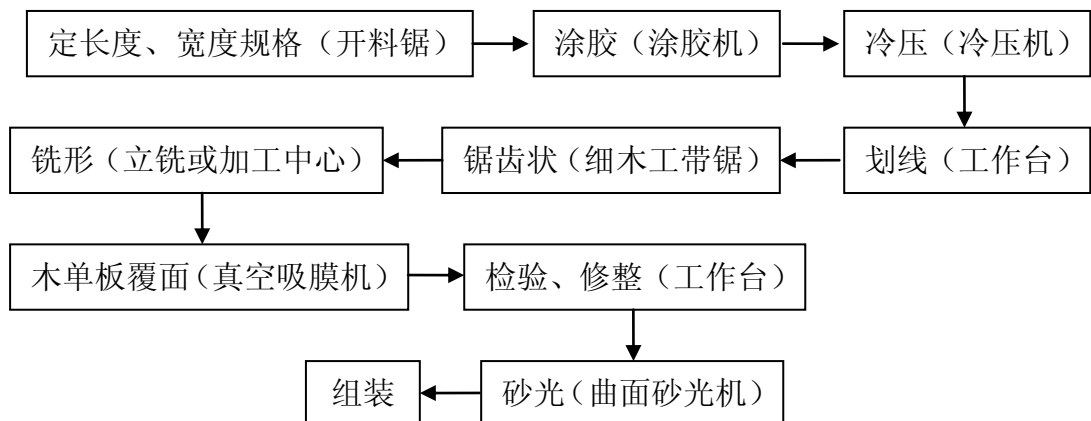 定长度、宽度规格（开料锯）
涂胶（涂胶机）
冷压（冷压机）
划线（工作台）
锯齿状（细木工带锯）
铣形（立铣或加工中心）
木单板覆面（真空吸膜机）
检验、修整（工作台）
砂光（曲面砂光机）
组装